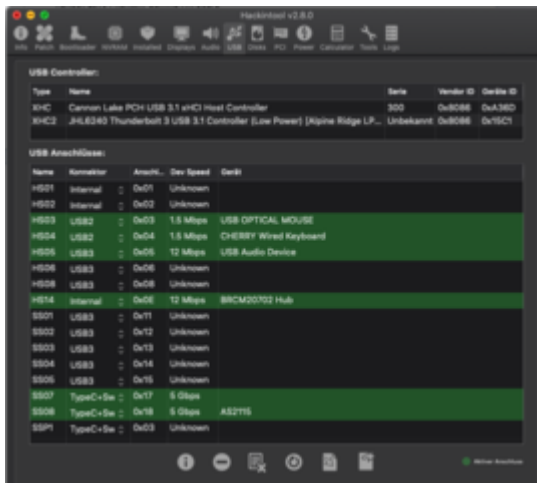 Hackintool v2.8.0
Info Patch Bootloader NVRAM Installed Displays Audio USB Disks PCI Power Calculator Tools Logs
USB Controller:
Type Name Serie Vendor ID Geräte ID
XHC Cannon Lake PCH USB 3.1 xHCI Host Controller 300 0x8086 0xA36D
XHC2 JHL6240 Thunderbolt 3 USB 3.1 Controller (Low Power) [Alpine Ridge LP... Unbekannt 0x8086 0x15C1
USB Anschlüsse:
Name Konnektor Anschl... Dev Speed Gerät
HS01 Internal 0x01 Unknown
HS02 Internal 0x02 Unknown
HS03 USB2 0x03 1.5 Mbps USB OPTICAL MOUSE
HS04 USB2 0x04 1.5 Mbps CHERRY Wired Keyboard
HS05 USB3 0x05 12 Mbps USB Audio Device
HS06 USB3 0x06 Unknown
HS08 USB3 0x08 Unknown
HS14 Internal 0x0E 12 Mbps BRCM20702 Hub
SS01 USB3 0x11 Unknown
SS02 USB3 0x12 Unknown
SS03 USB3 0x13 Unknown
SS04 USB3 0x14 Unknown
SS05 USB3 0x15 Unknown
SS07 TypeC+Sw 0x17 5 Gbps
SS08 TypeC+Sw 0x18 5 Gbps AS2115
SSP1 TypeC+Sw 0x03 Unknown
Aktiver Anschluss